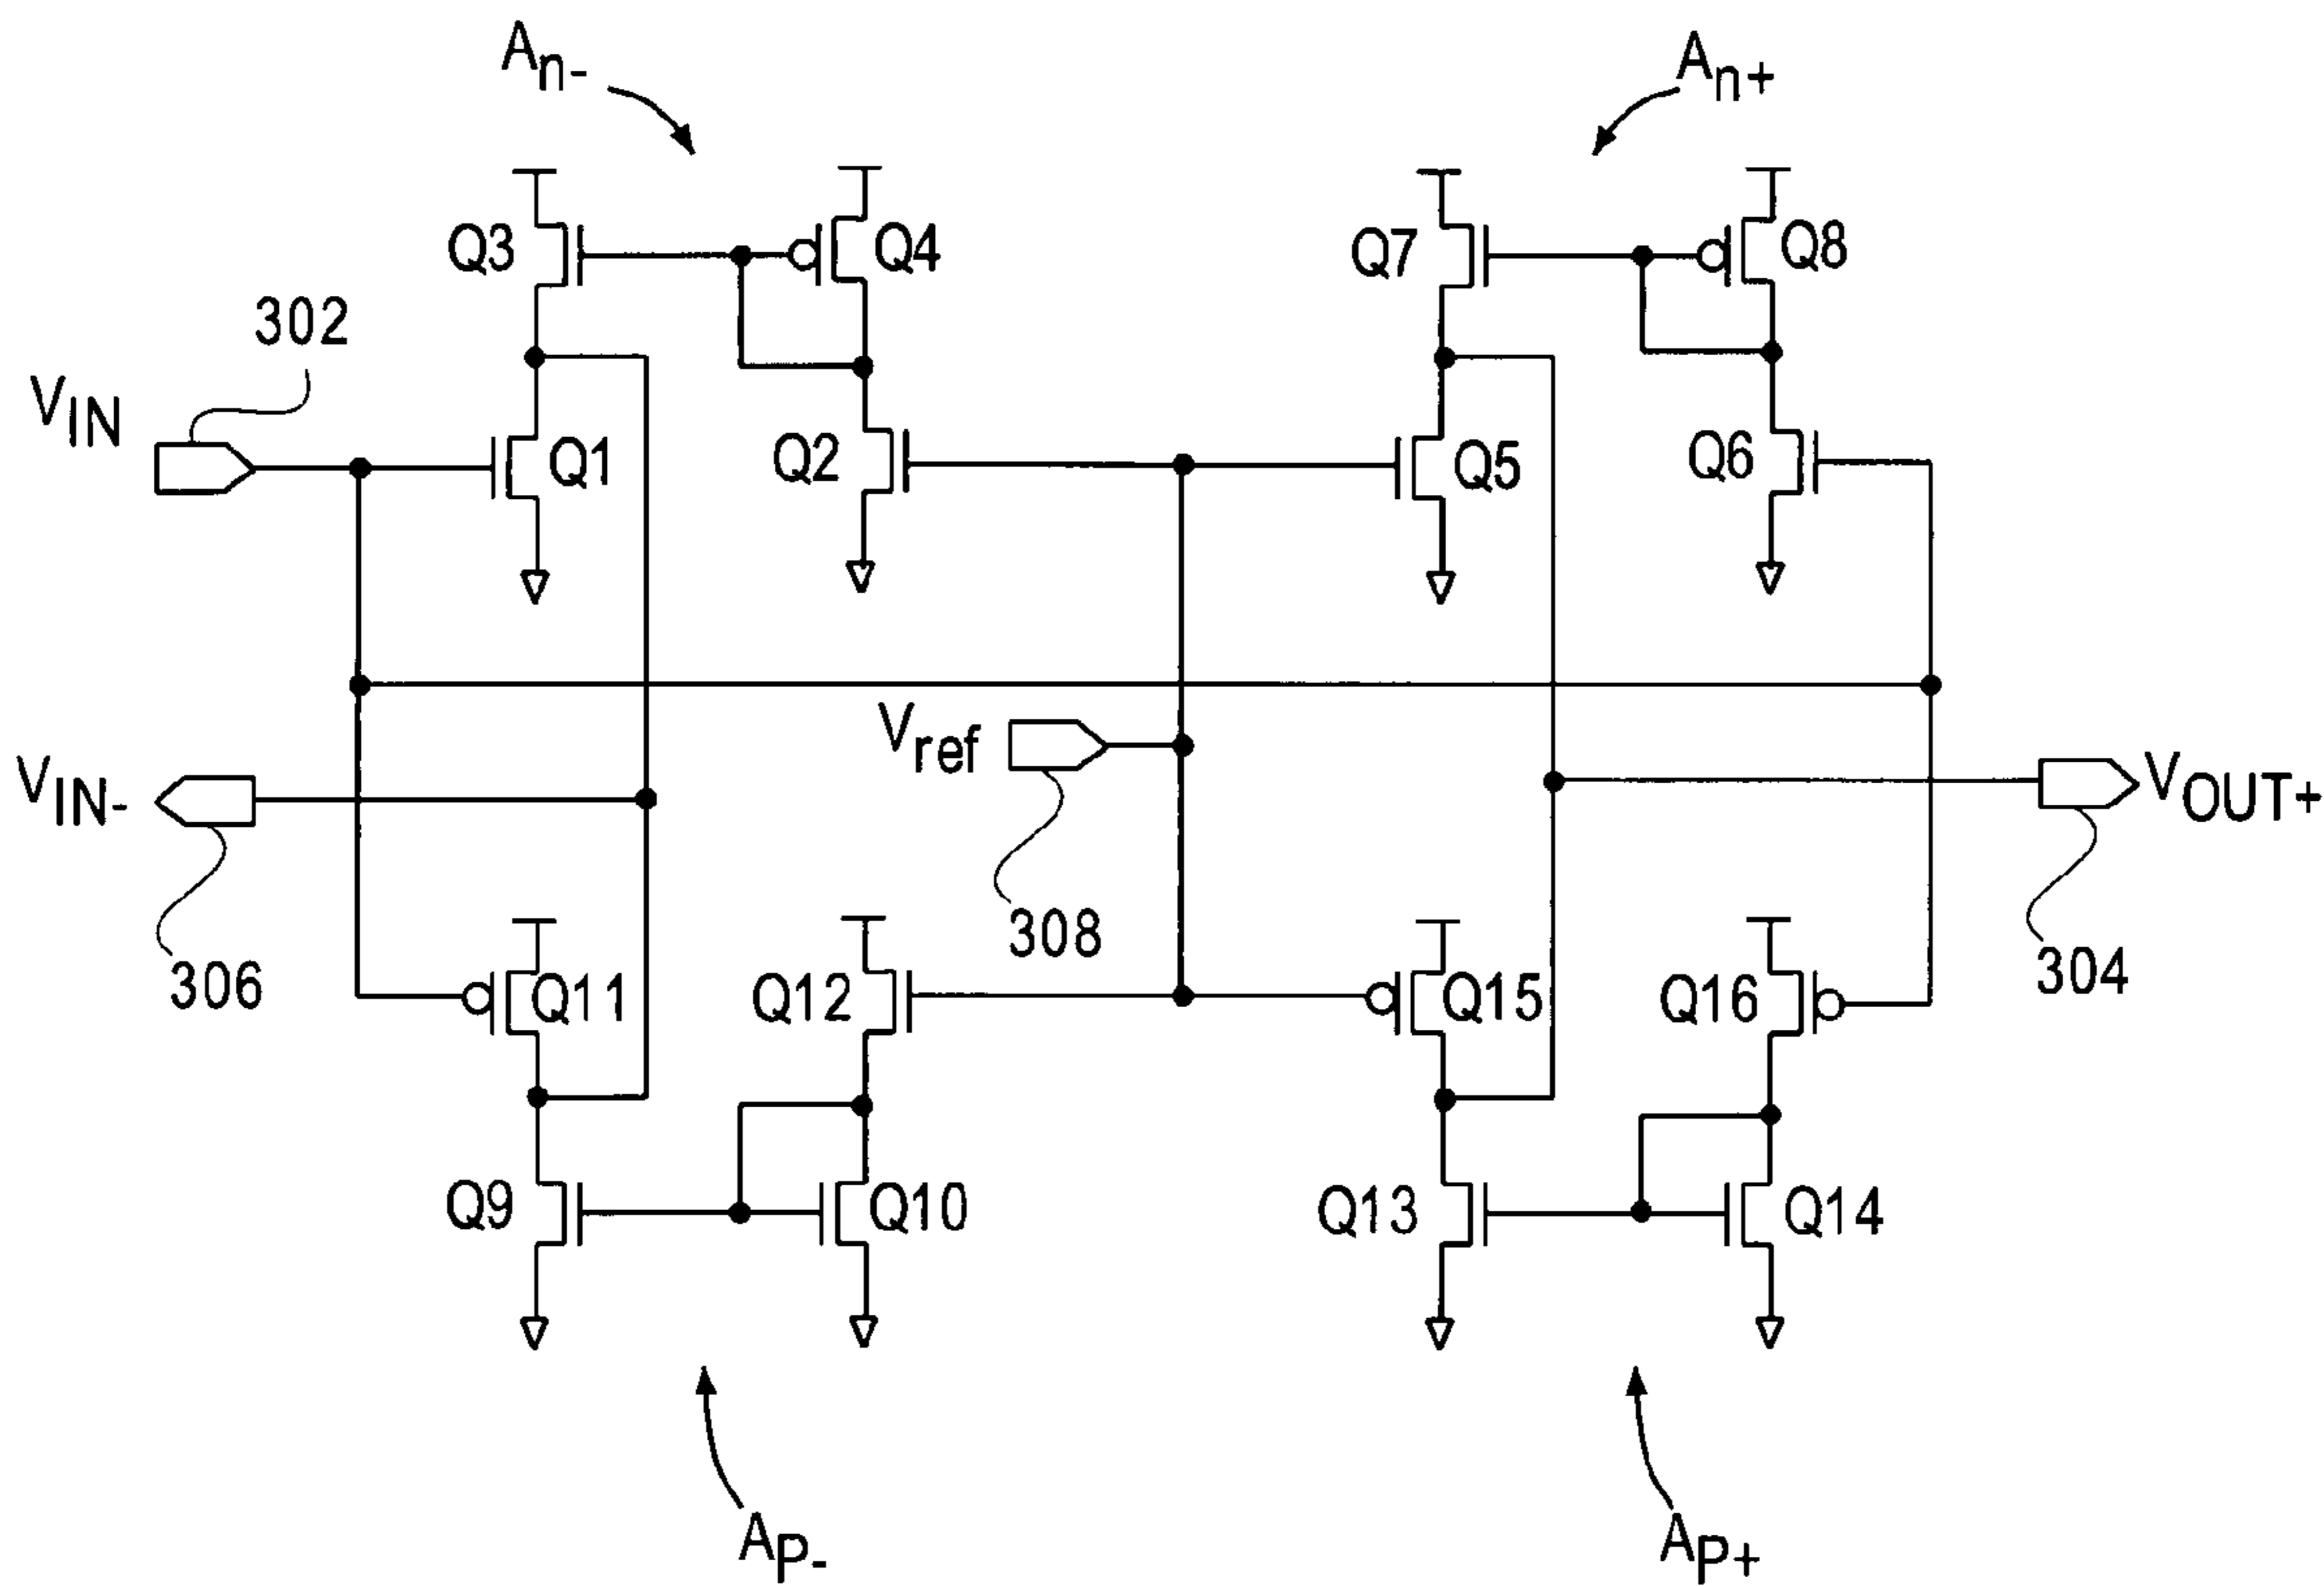 An-
An+
Q3
Q4
Q7
Q8
302
VIN
Q1
Q2
Q5
Q6
VIN-
Vref
VOUT+
306
308
304
Q11
Q12
Q15
Q16
Q9
Q10
Q13
Q14
AP-
AP+